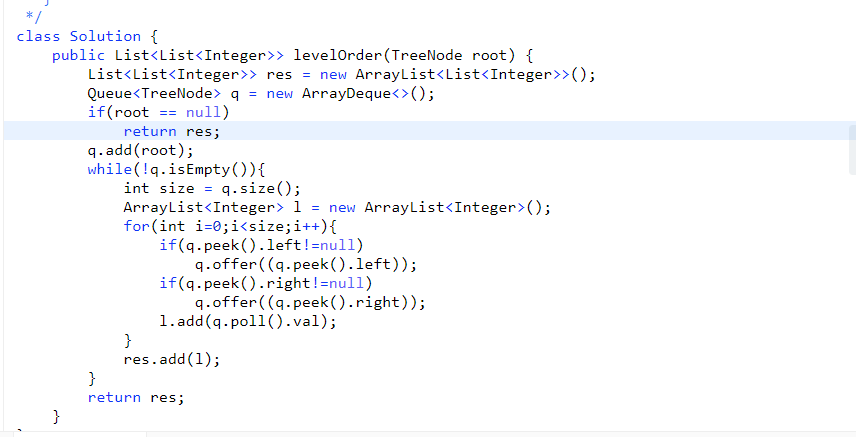 */
class Solution {
    public List<List<Integer>> levelOrder(TreeNode root) {
        List<List<Integer>> res = new ArrayList<List<Integer>>();
        Queue<TreeNode> q = new ArrayDeque<>();
        if(root == null)
            return res;
        q.add(root);
        while(!q.isEmpty()){
            int size = q.size();
            ArrayList<Integer> l = new ArrayList<Integer>();
            for(int i=0;i<size;i++){
                if(q.peek().left!=null)
                    q.offer((q.peek().left));
                if(q.peek().right!=null)
                    q.offer((q.peek().right));
                l.add(q.poll().val);
            }
            res.add(l);
        }
        return res;
    }